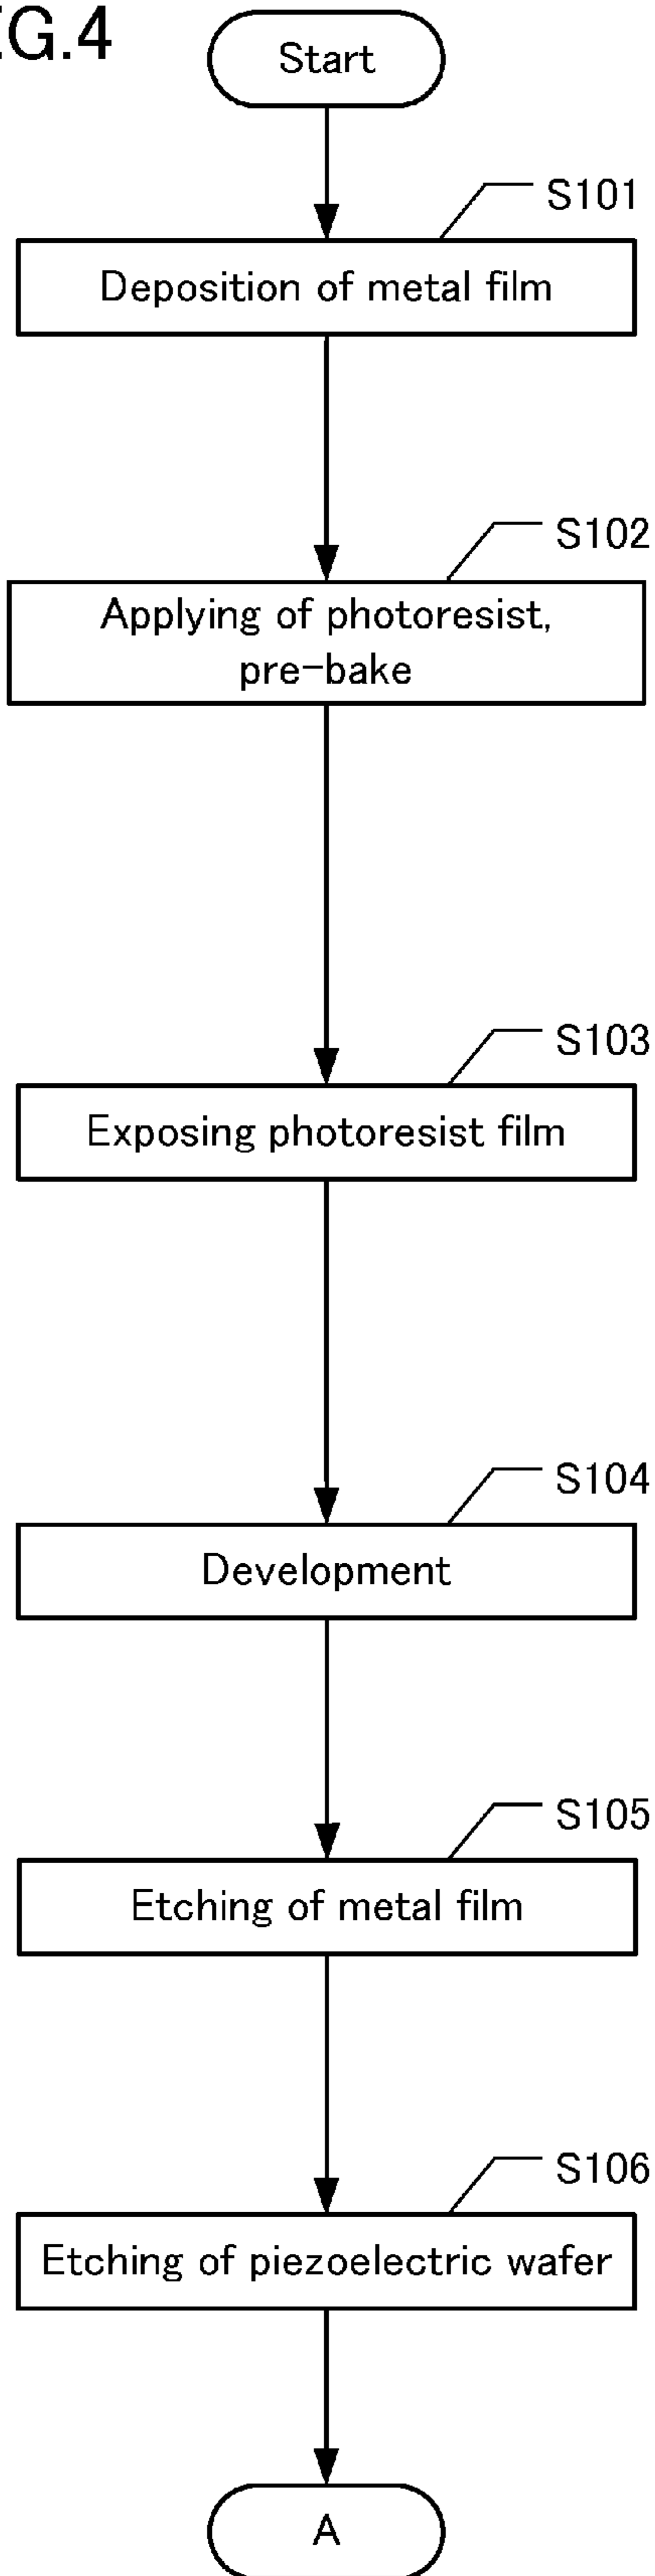 G.4
Start
S101
Deposition of metal film
S102
Applying of photoresist,
pre-bake
S103
Exposing photoresist film
S104
Development
S105
Etching of metal film
S106
Etching of piezoelectric wafer
A